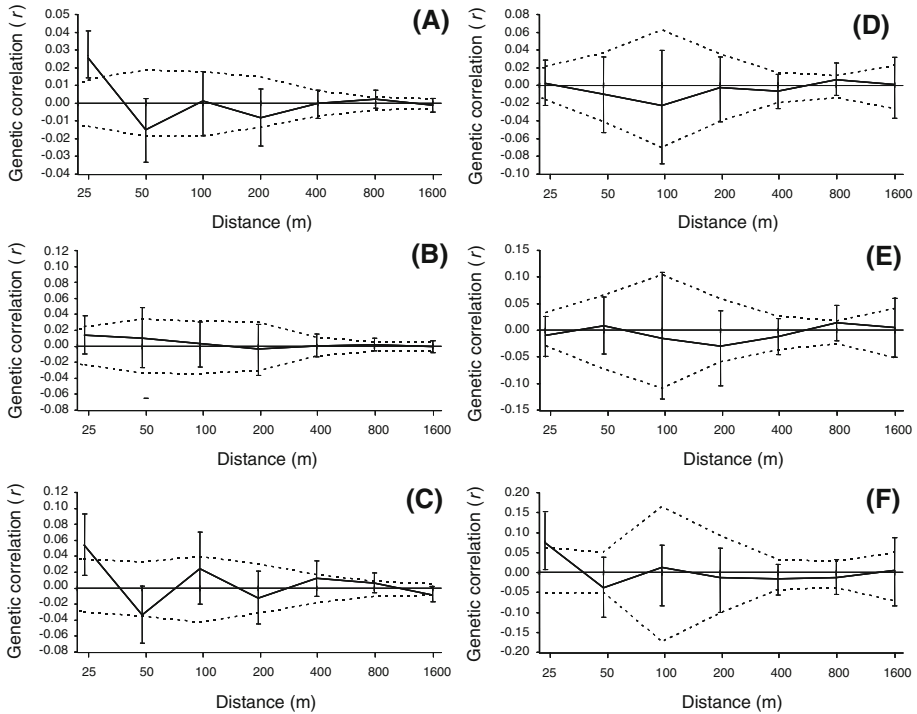 (A)
Genetic correlation ( r )
0.05
0.04
0.03
0.02
0.01
0.00
-0.01
-0.02
-0.03
-0.04
25 50 100 200 400 800 1600
Distance (m)
(D)
Genetic correlation ( r )
0.08
0.06
0.04
0.02
0.00
-0.02
-0.04
-0.06
-0.08
-0.10
25 50 100 200 400 800 1600
Distance (m)
(B)
Genetic correlation ( r )
0.12
0.10
0.08
0.06
0.04
0.02
0.00
-0.02
-0.04
-0.06
-0.08
25 50 100 200 400 800 1600
Distance (m)
(E)
Genetic correlation ( r )
0.15
0.10
0.05
0.00
-0.05
-0.10
-0.15
25 50 100 200 400 800 1600
Distance (m)
(C)
Genetic correlation ( r )
0.12
0.10
0.08
0.06
0.04
0.02
0.00
-0.02
-0.04
-0.06
-0.08
25 50 100 200 400 800 1600
Distance (m)
(F)
Genetic correlation ( r )
0.20
0.15
0.10
0.05
0.00
-0.05
-0.10
-0.15
-0.20
25 50 100 200 400 800 1600
Distance (m)